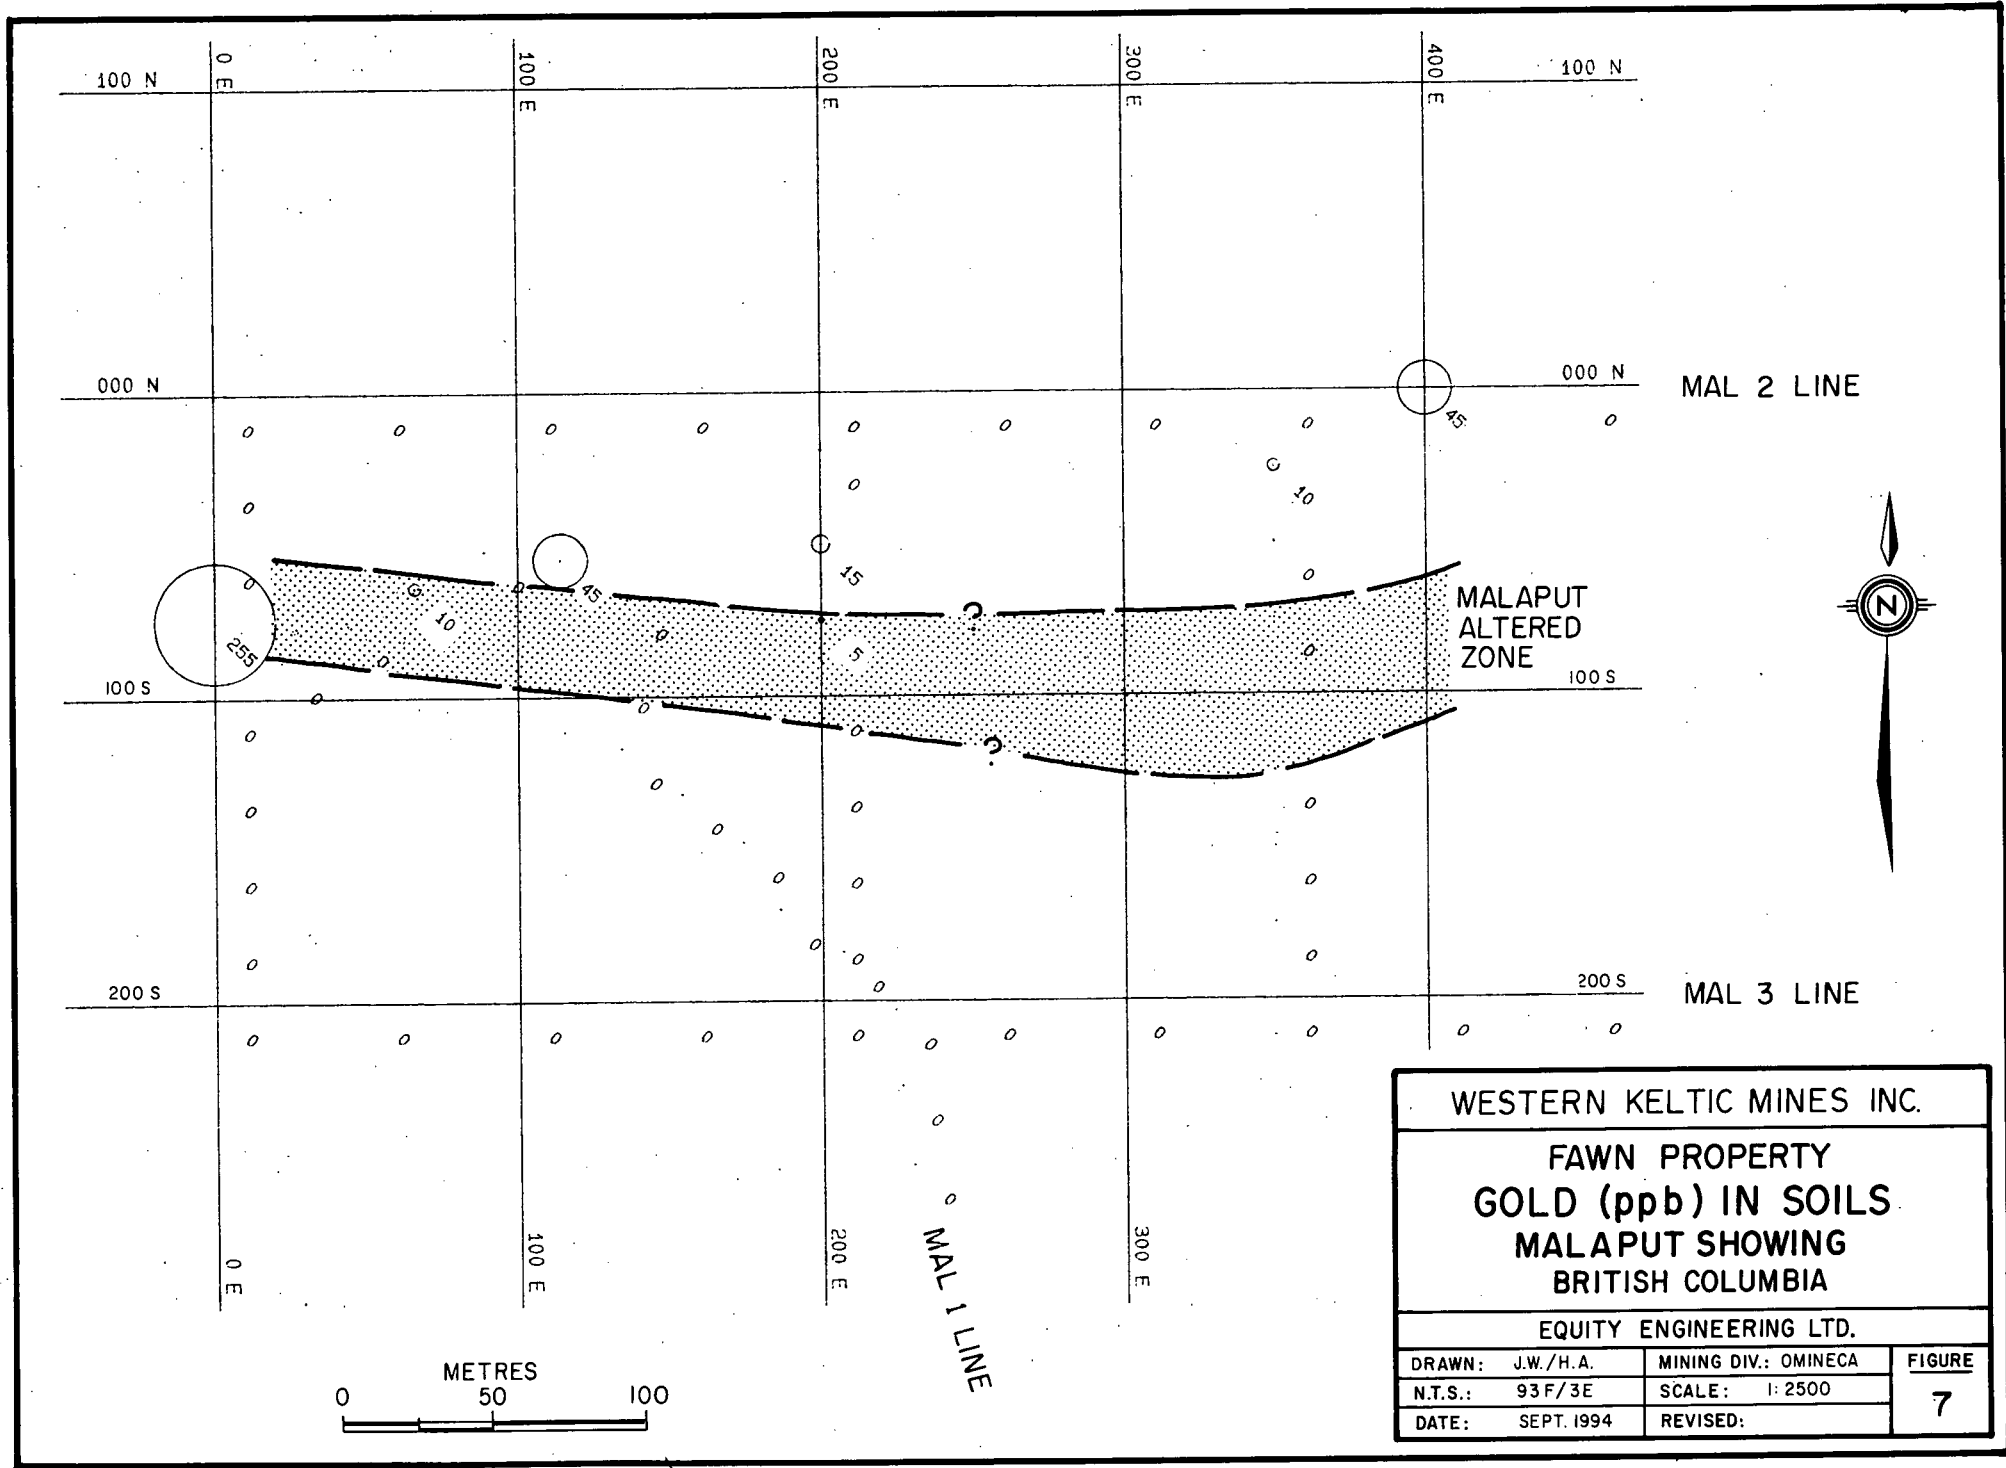 0 E
100 E
200 E
300 E
400 E
100 N
100 N
000 N
000 N
MAL 2 LINE
45
0 0 0 0 0 0 0 0 0
0
10
0
15
0
0
0
45
10
5
0
0
0
255
0
MALAPUT
ALTERED
ZONE
?
100 S
100 S
0
0
0
0
?
0
0
0
0
0
0
0
0
0
0
0
0
0
0
200 S
200 S
MAL 3 LINE
0 0 0 0 0 0 0 0 0 0 0
0
0
0 E
100 E
200 E
300 E
MAL 1 LINE
N
METRES
0 50 100
WESTERN KELTIC MINES INC.
FAWN PROPERTY
GOLD (ppb) IN SOILS
MALAPUT SHOWING
BRITISH COLUMBIA
EQUITY ENGINEERING LTD.
DRAWN: J.W./H.A.
MINING DIV.: OMINECA
FIGURE
N.T.S.: 93F/3E
SCALE: 1:2500
7
DATE: SEPT. 1994
REVISED: